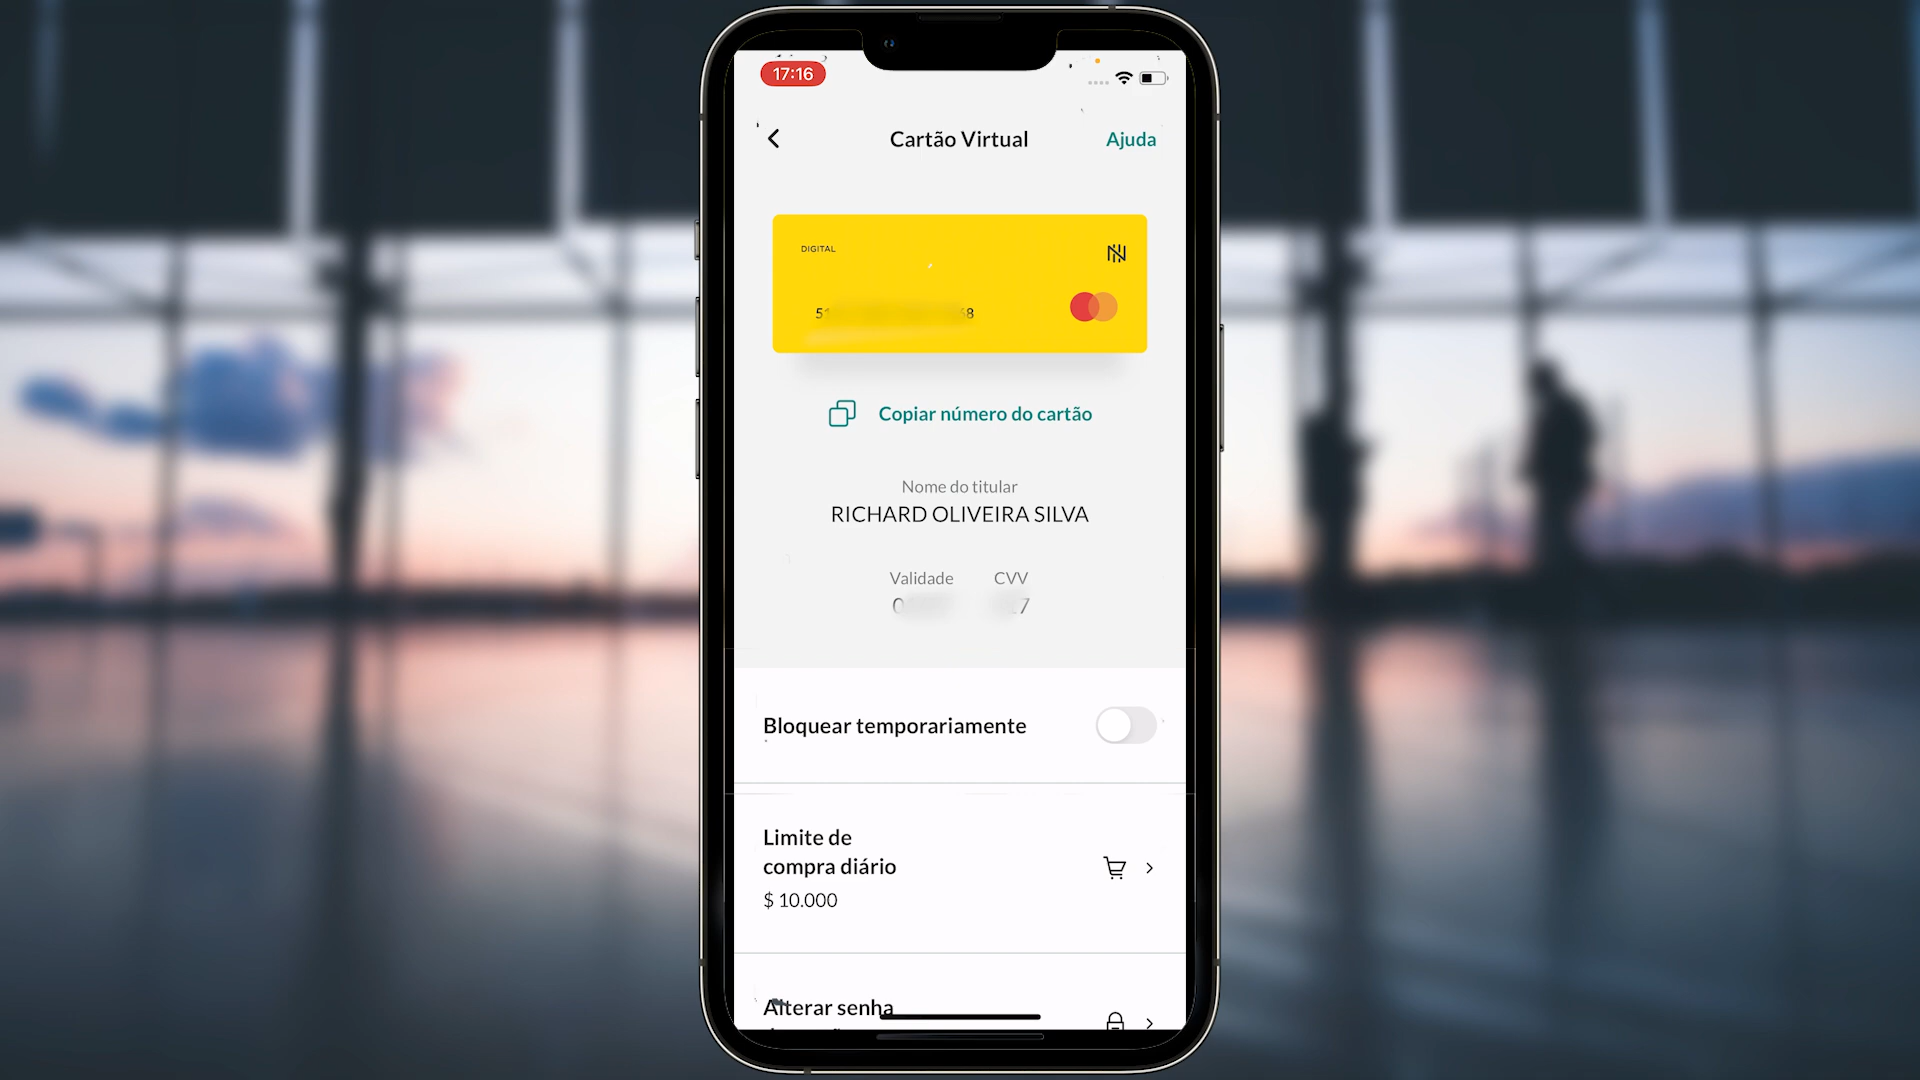 17:16
Cartão Virtual
Ajuda
DIGITAL
Copiar número do cartão
Nome do titular
RICHARD OLIVEIRA SILVA
Validade CVV
Bloquear temporariamente
Limite de
compra diário
$ 10.000
Alterar senha